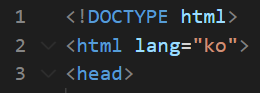 1 <!DOCTYPE html>
2 <html lang="ko">
3 <head>